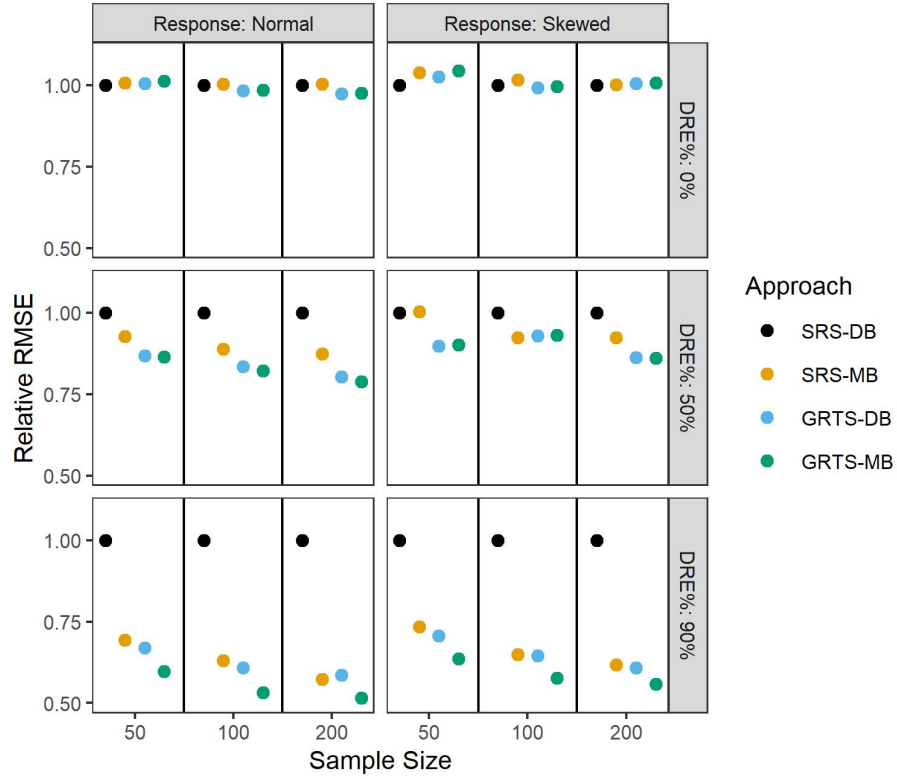 Response: Normal
Response: Skewed
1.00
0.75
0.50
DRE%: 0%
1.00
0.75
0.50
DRE%: 50%
1.00
0.75
0.50
DRE%: 90%
50
100
200
50
100
200
Relative RMSE
Sample Size
Approach
SRS-DB
SRS-MB
GRTS-DB
GRTS-MB